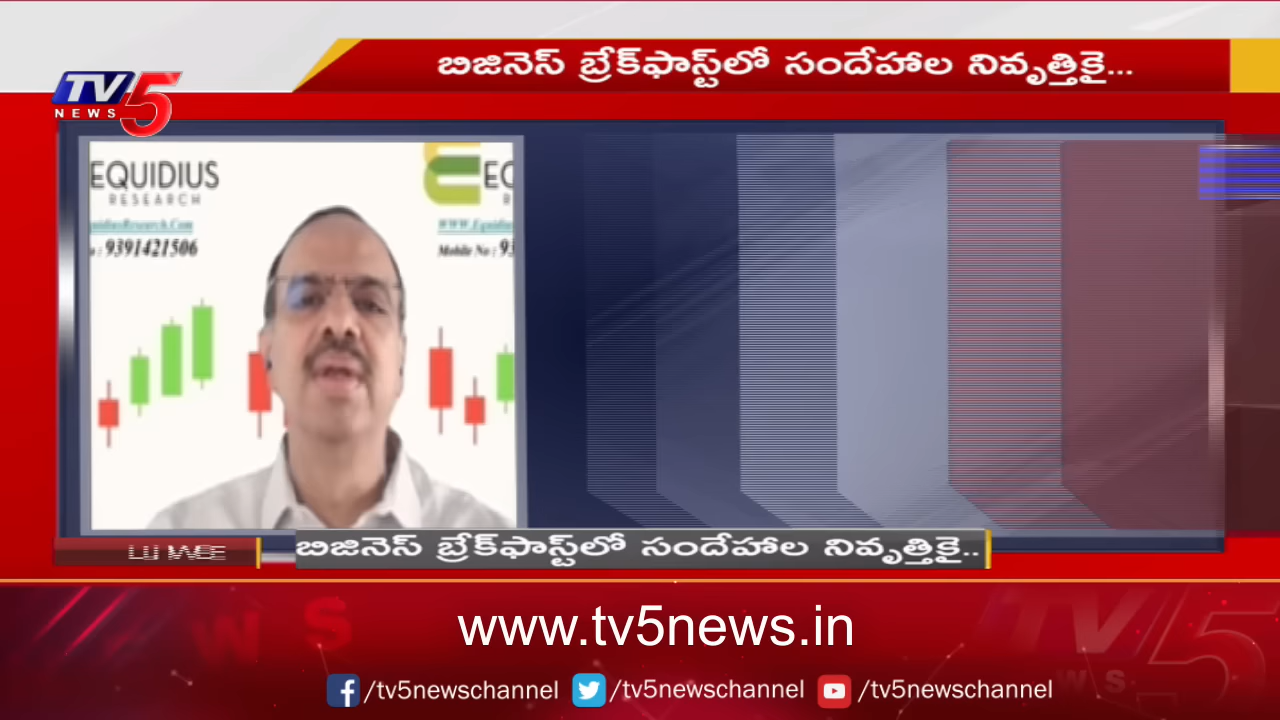 బిజినెస్ బ్రేక్‌ఫాస్ట్‌లో సందేహాల నివృత్తికై...
TV5
NEWS
EQUIDIUS
RESEARCH
9391421506
బిజినెస్ బ్రేక్‌ఫాస్ట్‌లో సందేహాల నివృత్తికై..
www.tv5news.in
/tv5newschannel /tv5newschannel /tv5newschannel